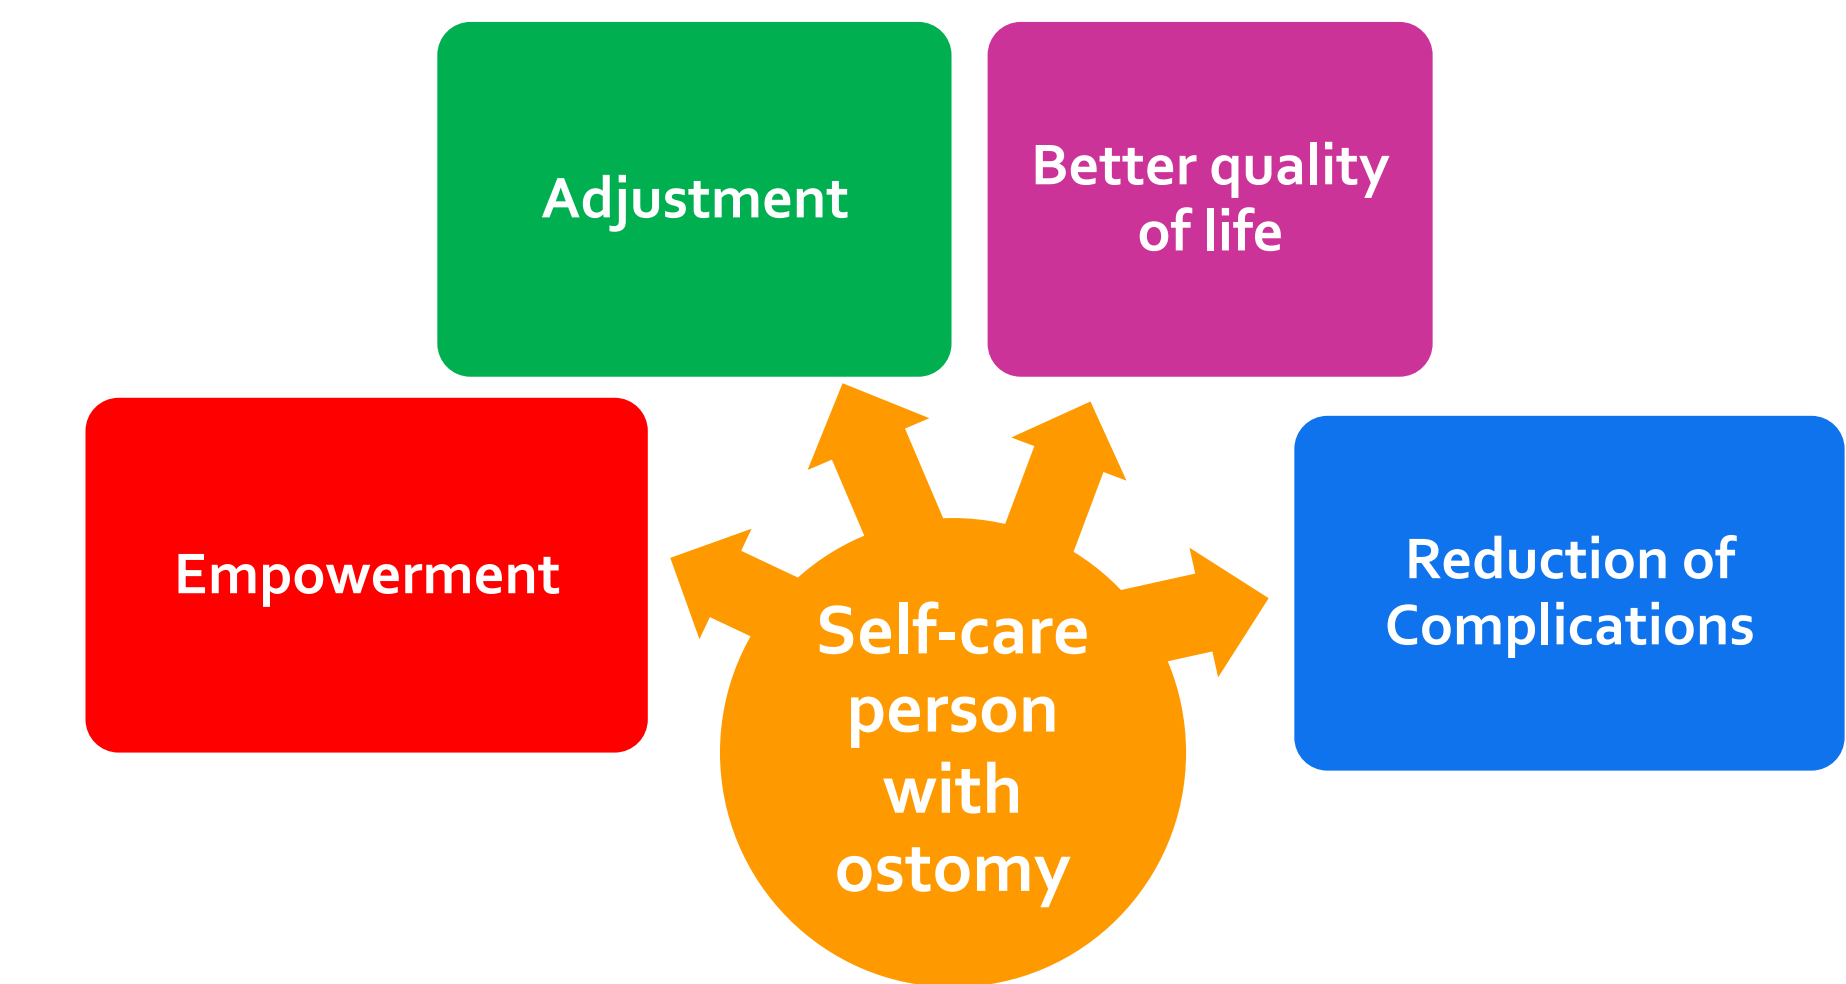 Adjustment
Better quality
of life
Empowerment
Reduction of
Complications
Self-care
person
with
ostomy